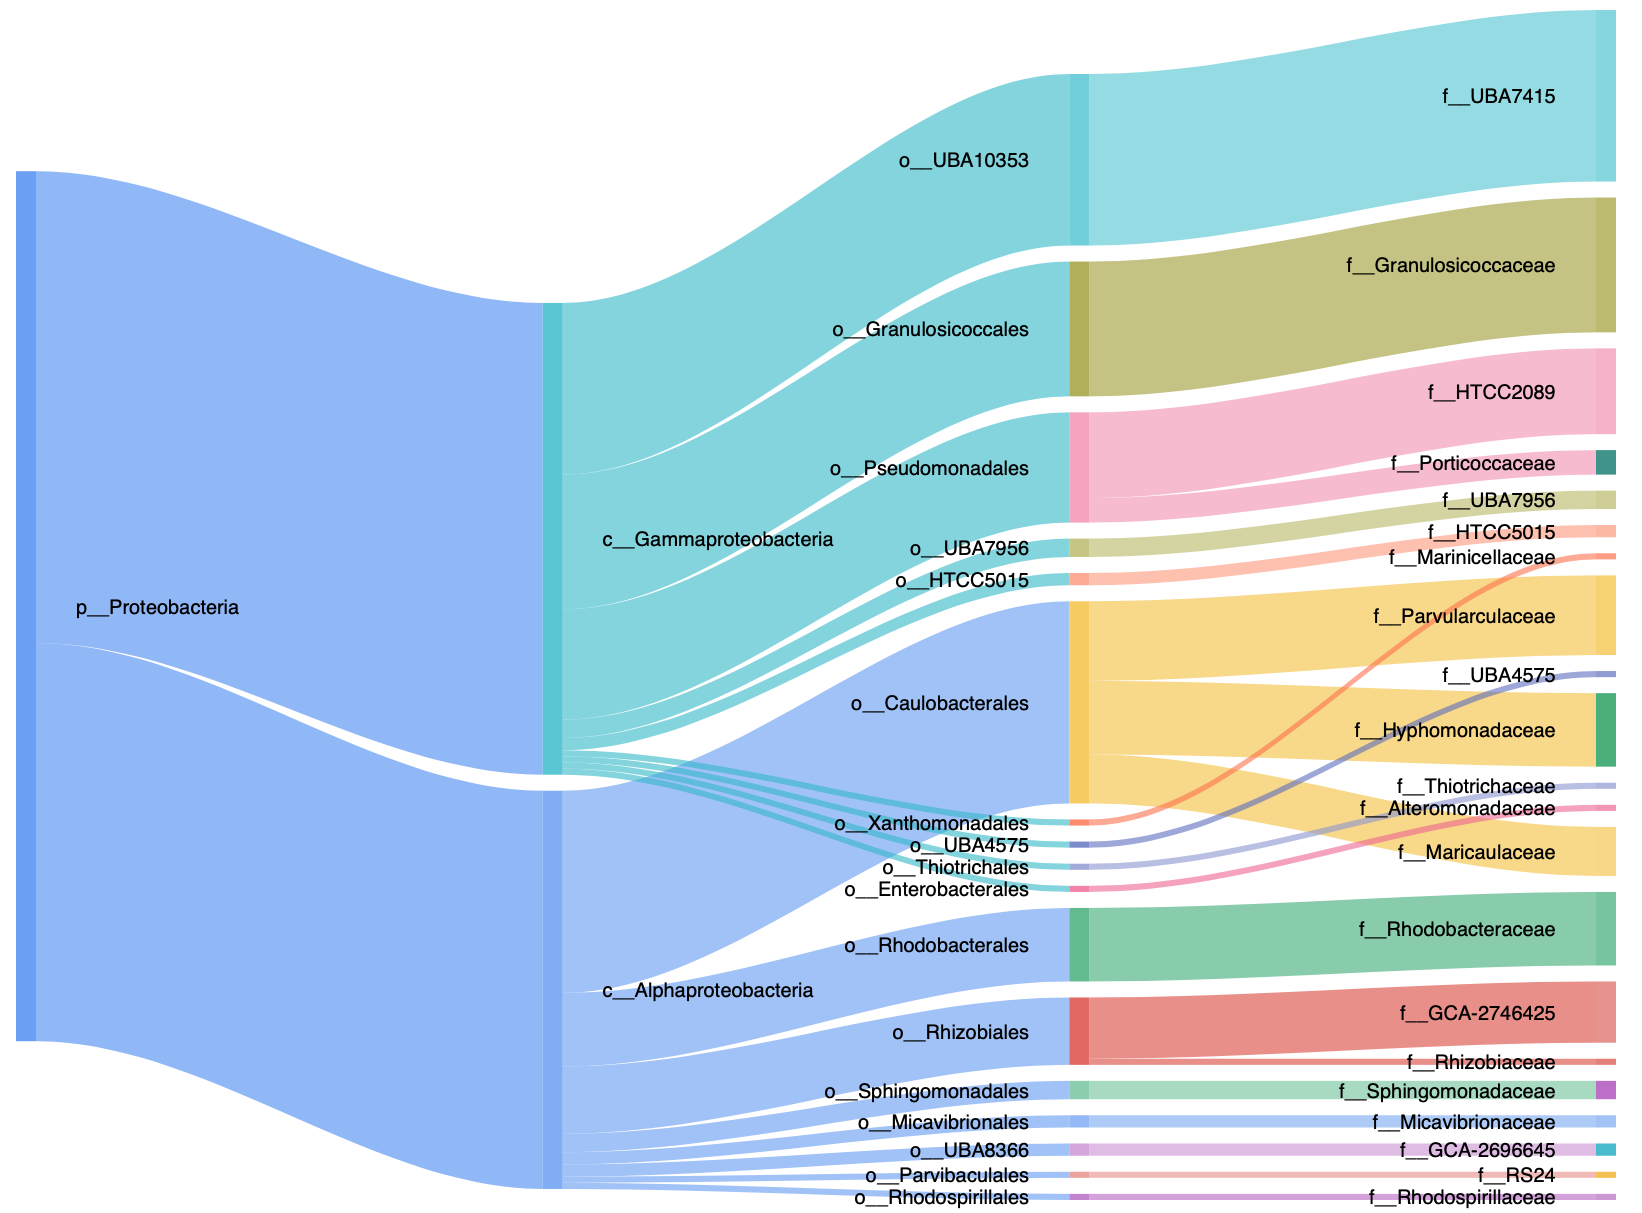 p__Proteobacteria
c__Gammaproteobacteria
c__Alphaproteobacteria
o__UBA10353
o__Granulosicoccales
o__Pseudomonadales
o__UBA7956
o__HTCC5015
o__Caulobacterales
o__Xanthomonadales
o__UBA4575
o__Thiotrichales
o__Enterobacterales
o__Rhodobacterales
o__Rhizobiales
o__Sphingomonadales
o__Micavibrionales
o__UBA8366
o__Parvibaculales
o__Rhodospirillales
f__UBA7415
f__Granulosicoccaceae
f__HTCC2089
f__Porticoccaceae
f__UBA7956
f__HTCC5015
f__Marinicellaceae
f__Parvularculaceae
f__UBA4575
f__Hyphomonadaceae
f__Thiotrichaceae
f__Alteromonadaceae
f__Maricaulaceae
f__Rhodobacteraceae
f__GCA-2746425
f__Rhizobiaceae
f__Sphingomonadaceae
f__Micavibrionaceae
f__GCA-2696645
f__RS24
f__Rhodospirillaceae